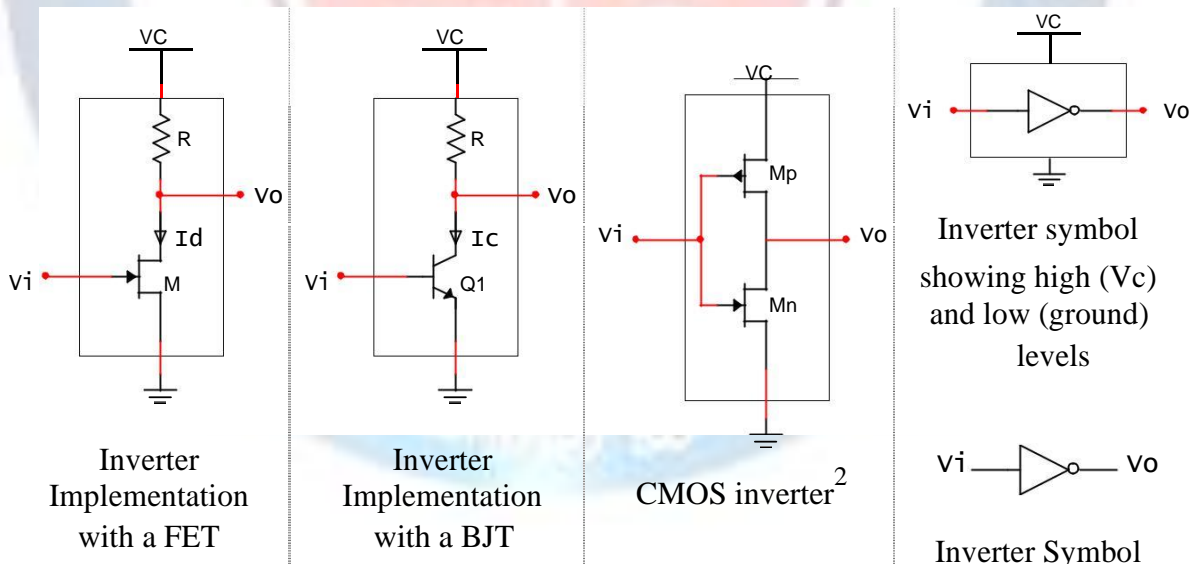 VC
R
Vo
Id
Vi
M
Inverter
Implementation
with a FET
VC
R
Vo
Ic
Vi
Q1
Inverter
Implementation
with a BJT
VC
Mp
Vi
Vo
Mn
CMOS inverter2
VC
Vi
Vo
Inverter symbol
showing high (Vc)
and low (ground)
levels
Vi
Vo
Inverter Symbol